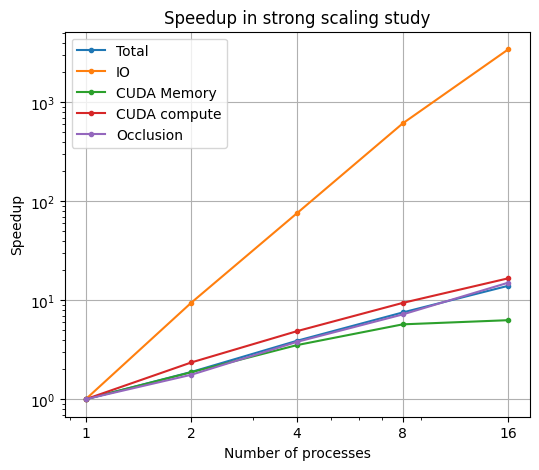 Speedup in strong scaling study
Total
IO
CUDA Memory
CUDA compute
Occlusion
Speedup
10³
10²
10¹
10⁰
1 2 4 8 16
Number of processes